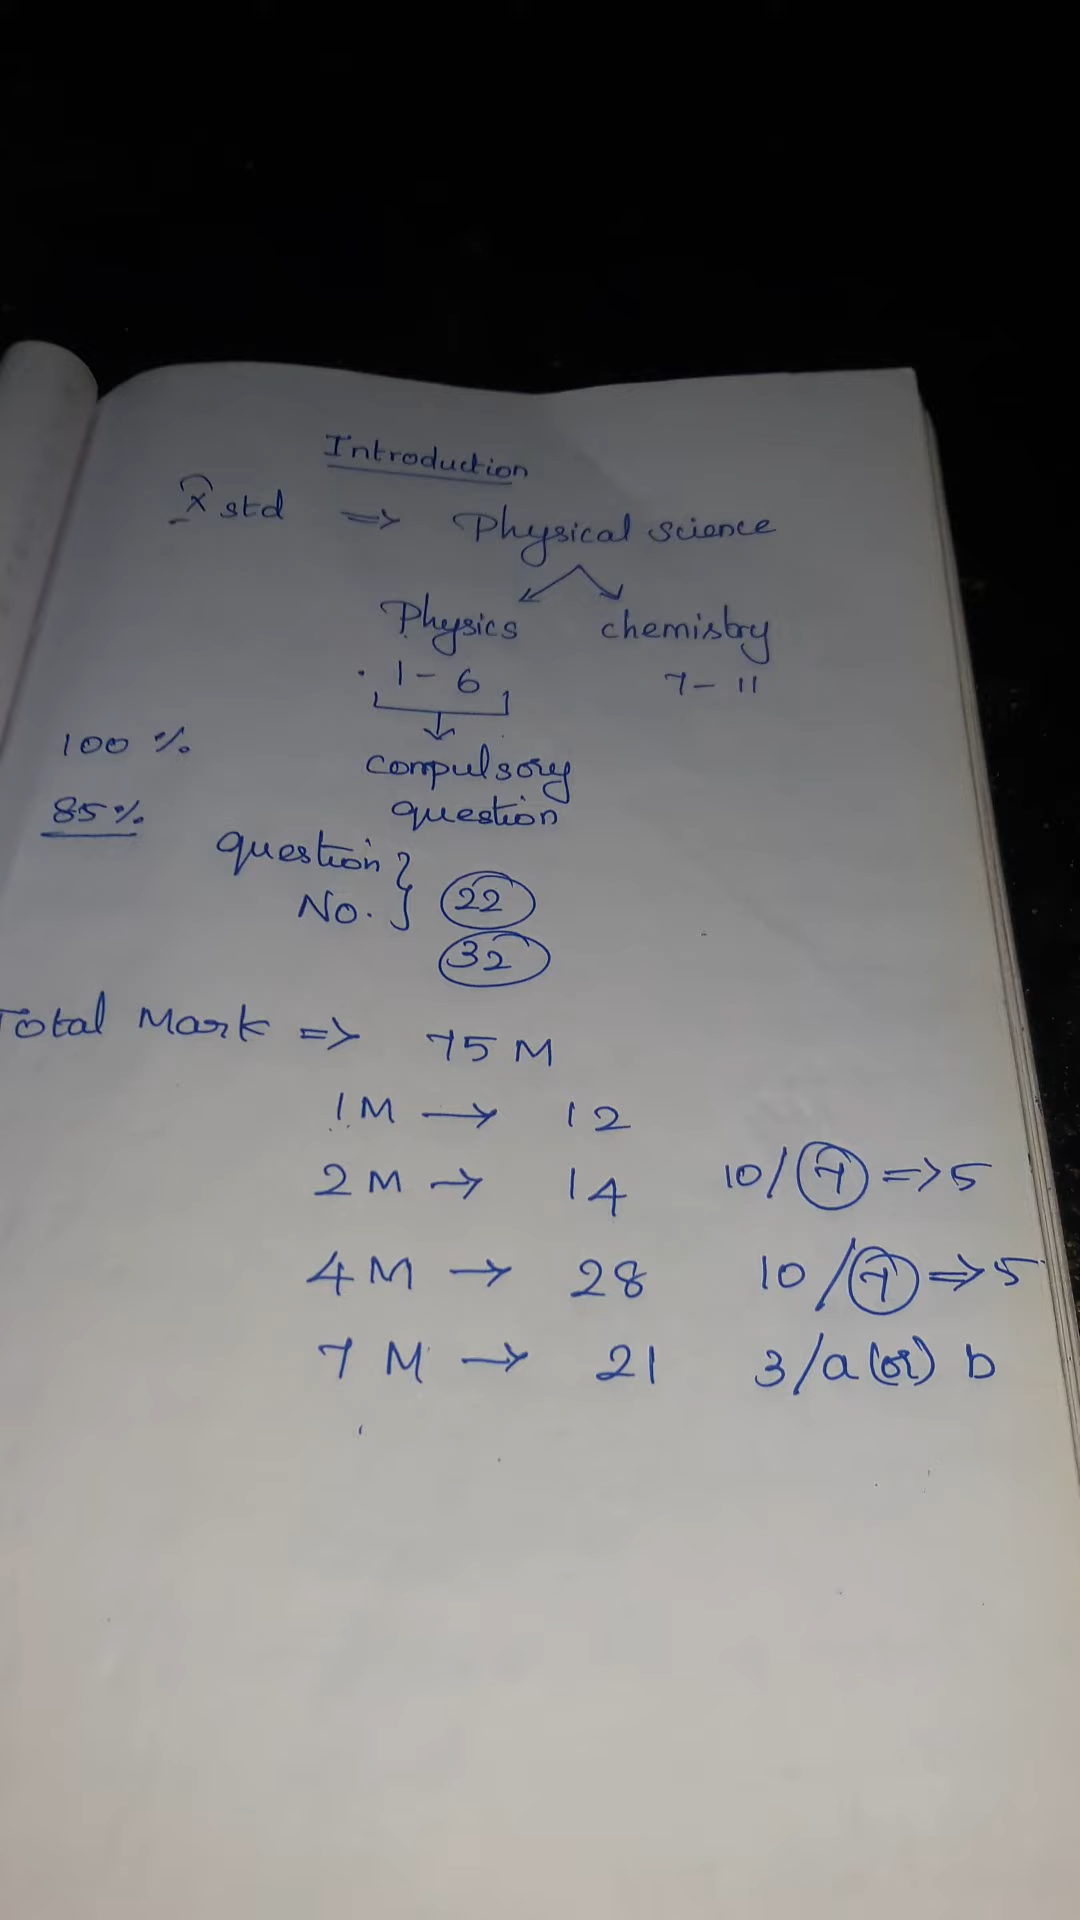 Introduction
X std => Physical science
Physics chemistry
1-6 7-11
100 %
compulsory
85%
question
question
No. } 22
32
Total Mark => 75 M
1M → 12
2M → 14 10/7 => 5
4M → 28 10/7 => 5
7 M → 21 3/a (or) b